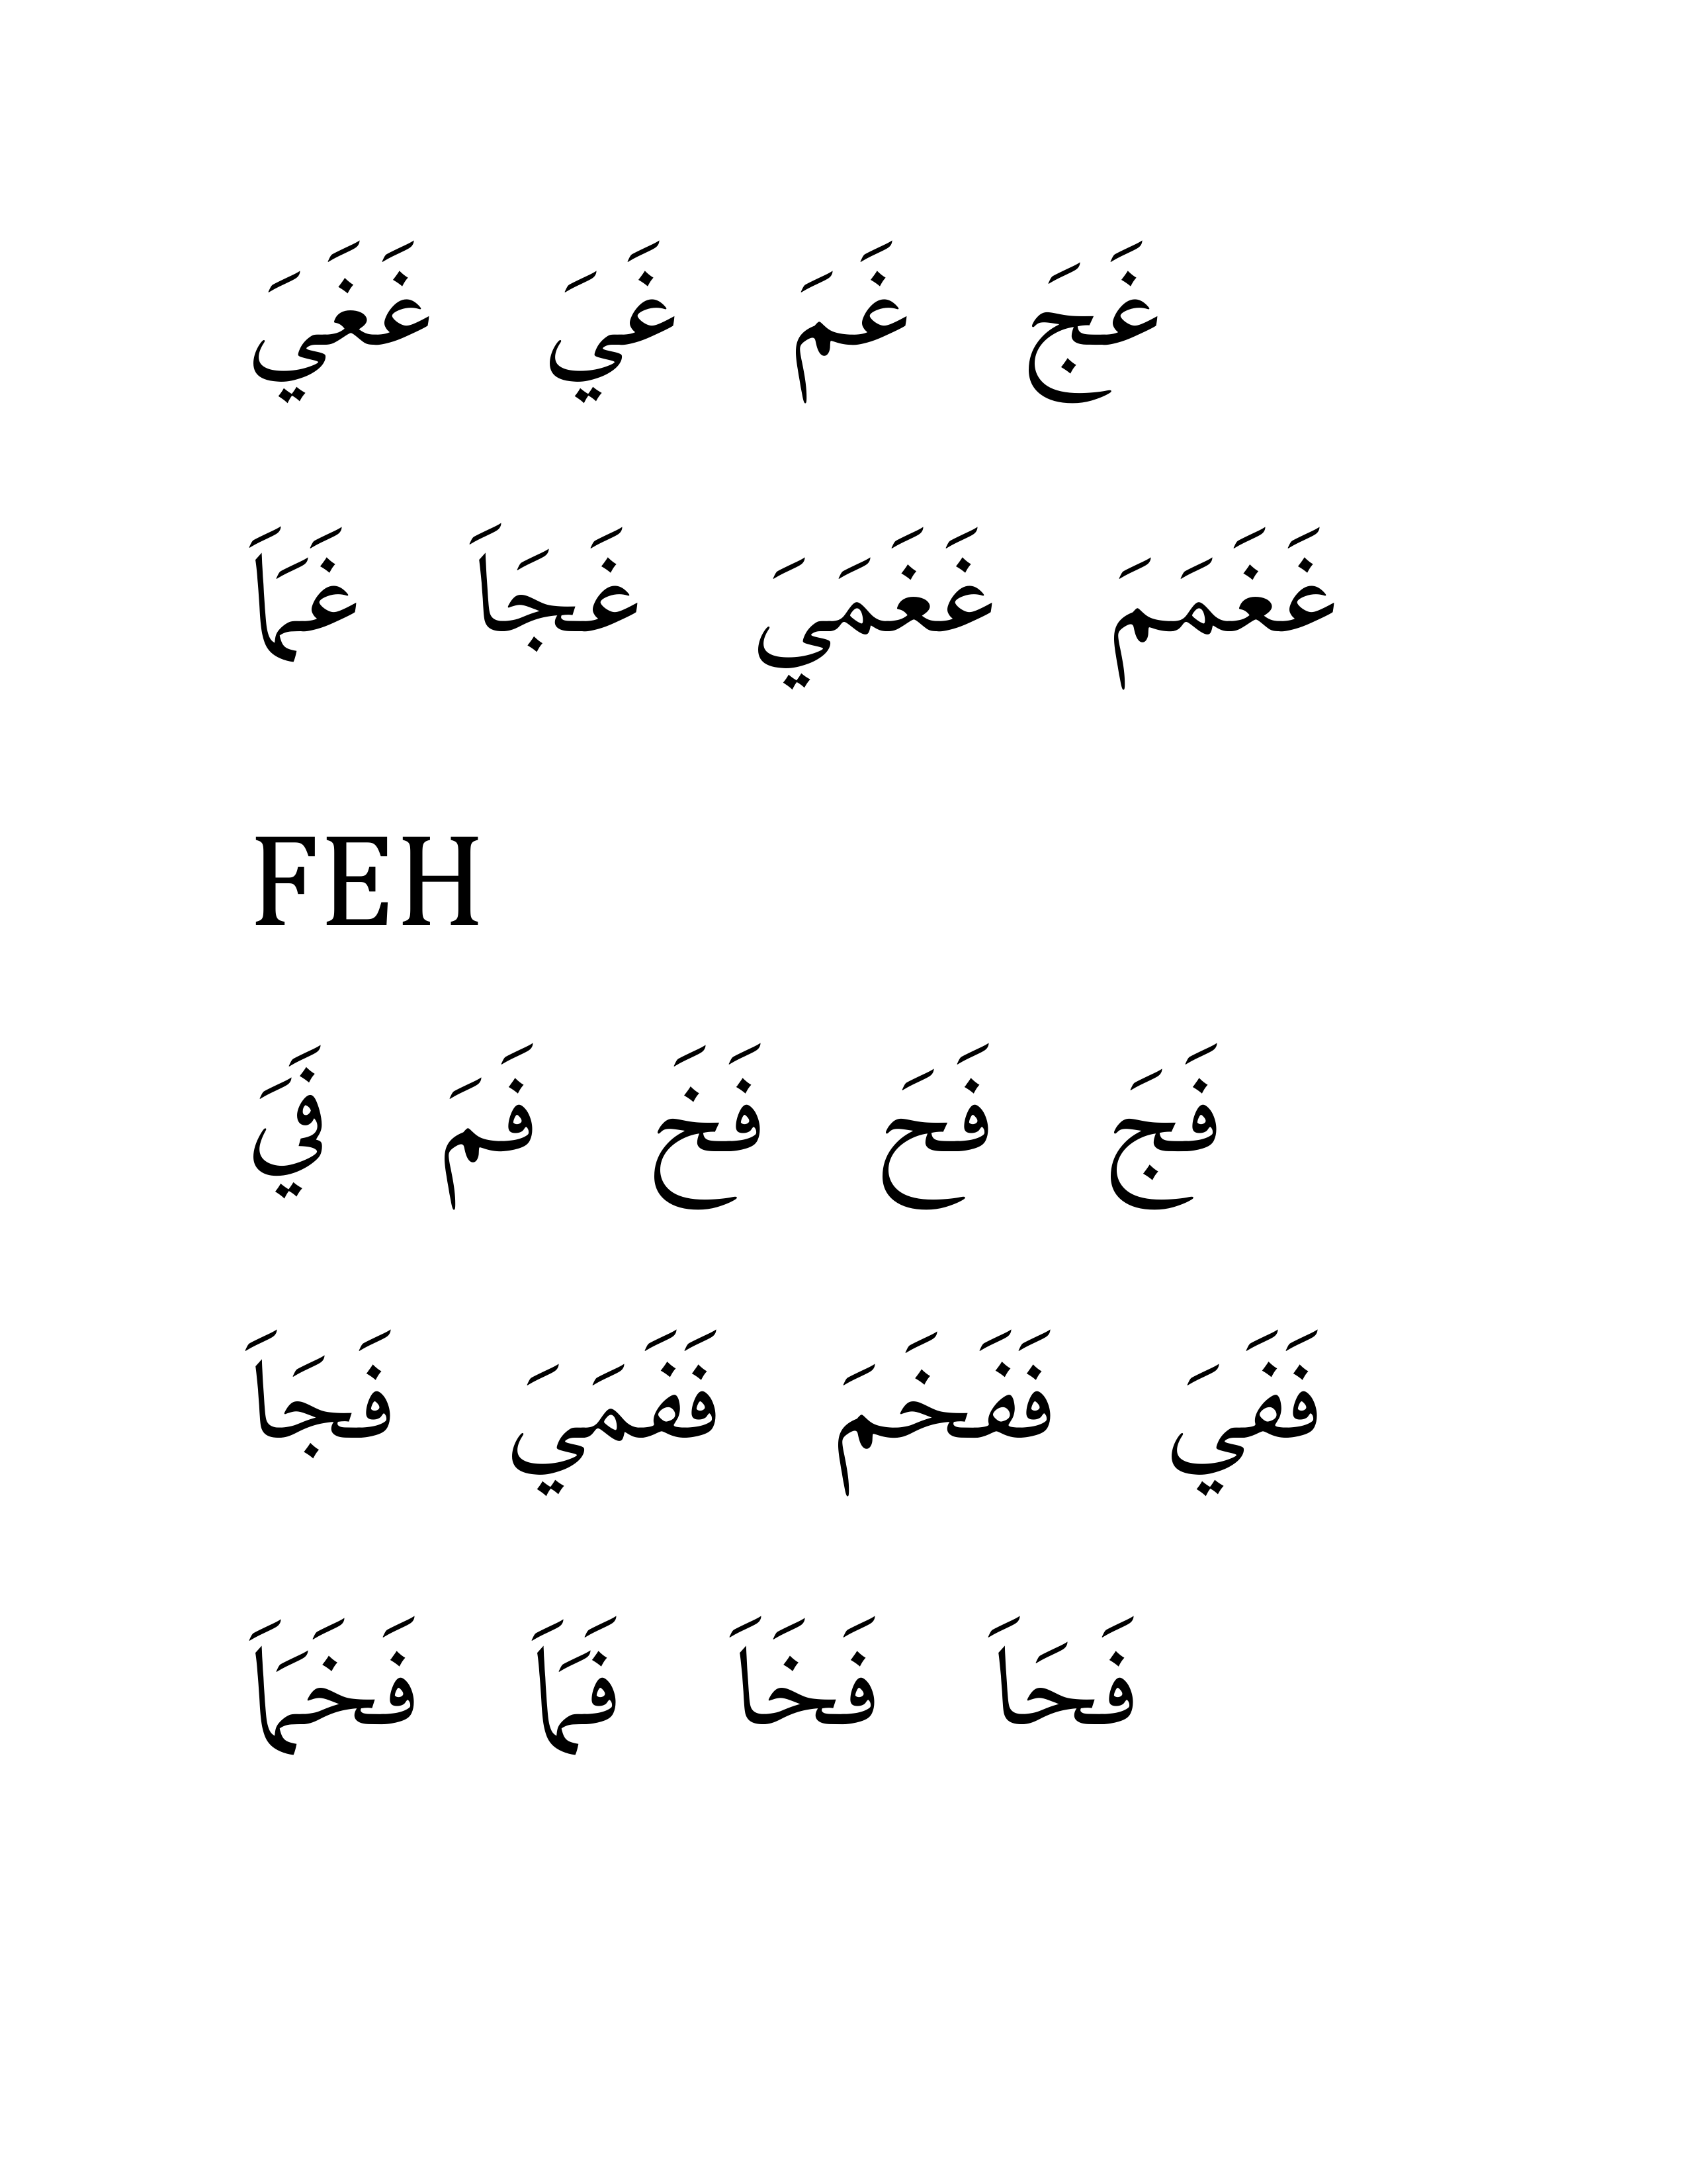 غَجَ غَمَ غَيَ غَغَيَ
غَغَمَمَ غَغَمَيَ غَجَاَ غَمَاَ
FEH
فَجَ فَحَ فَخَ فَمَ فَيَ
فَفَيَ فَفَخَمَ فَفَمَيَ فَجَاَ
فَحَاَ فَخَاَ فَمَاَ فَخَمَاَ